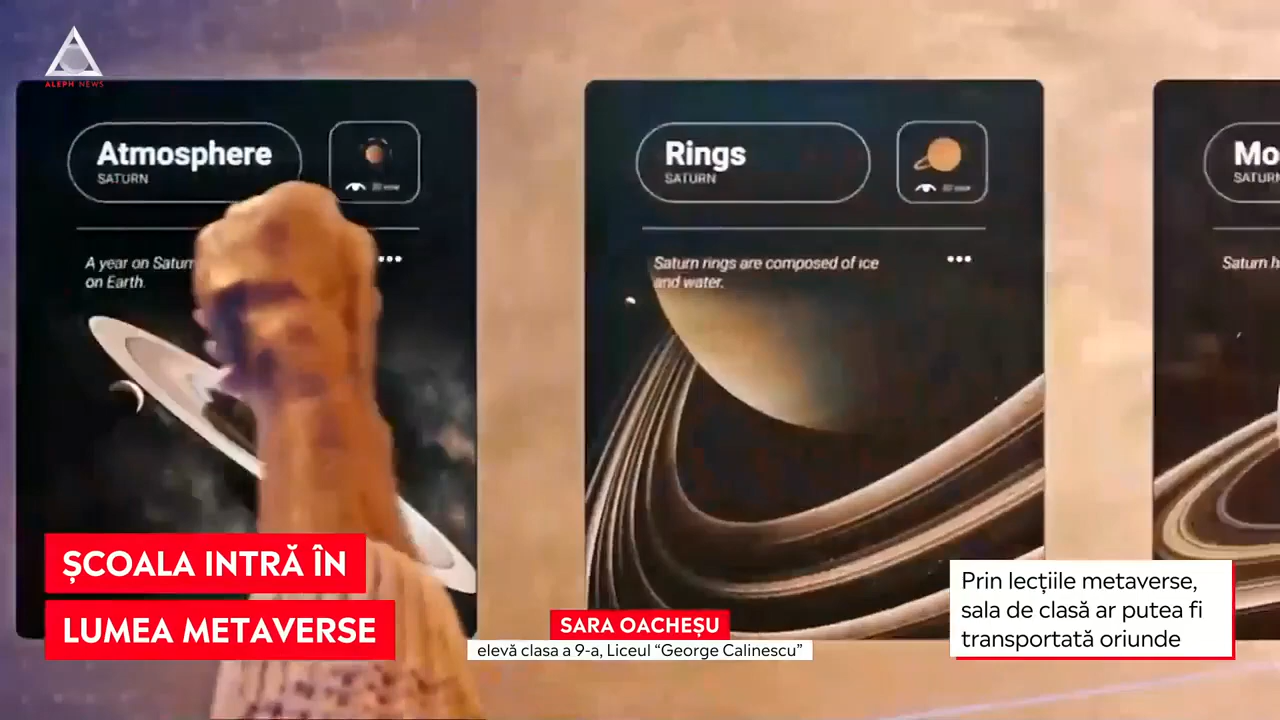 ALEPH NEWS
Atmosphere
SATURN
A year on Saturn
on Earth.
Rings
SATURN
Saturn rings are composed of ice
and water.
SATURN
Saturn
ȘCOALA INTRĂ ÎN
LUMEA METAVERSE
SARA OACHEȘU
elevă clasa a 9-a, Liceul “George Calinescu”
Prin lecțiile metaverse,
sala de clasă ar putea fi
transportată oriunde